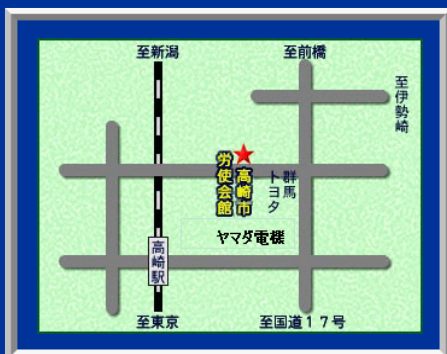 至新潟
至前橋
至伊勢崎
高崎市
労使会館
群馬
トヨタ
ヤマダ電機
高崎駅
至東京
至国道１７号